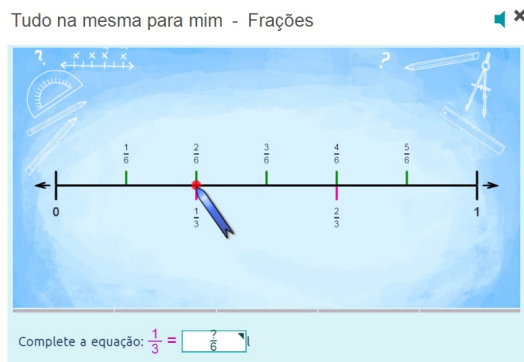 Tudo na mesma para mim - Frações
?
x x x x
?
1/6 2/6 3/6 4/6 5/6
0 1/3 2/3 1
Complete a equação: 1/3 = ?/6